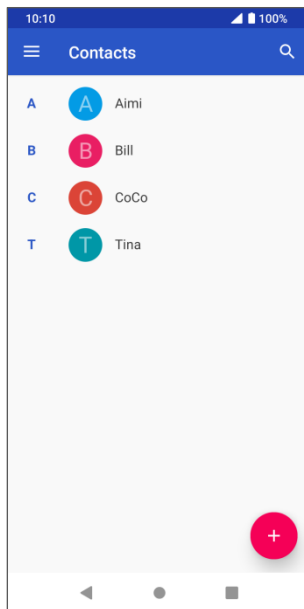 10:10 100%
Contacts
A A Aimi
B B Bill
C C CoCo
T T Tina
+